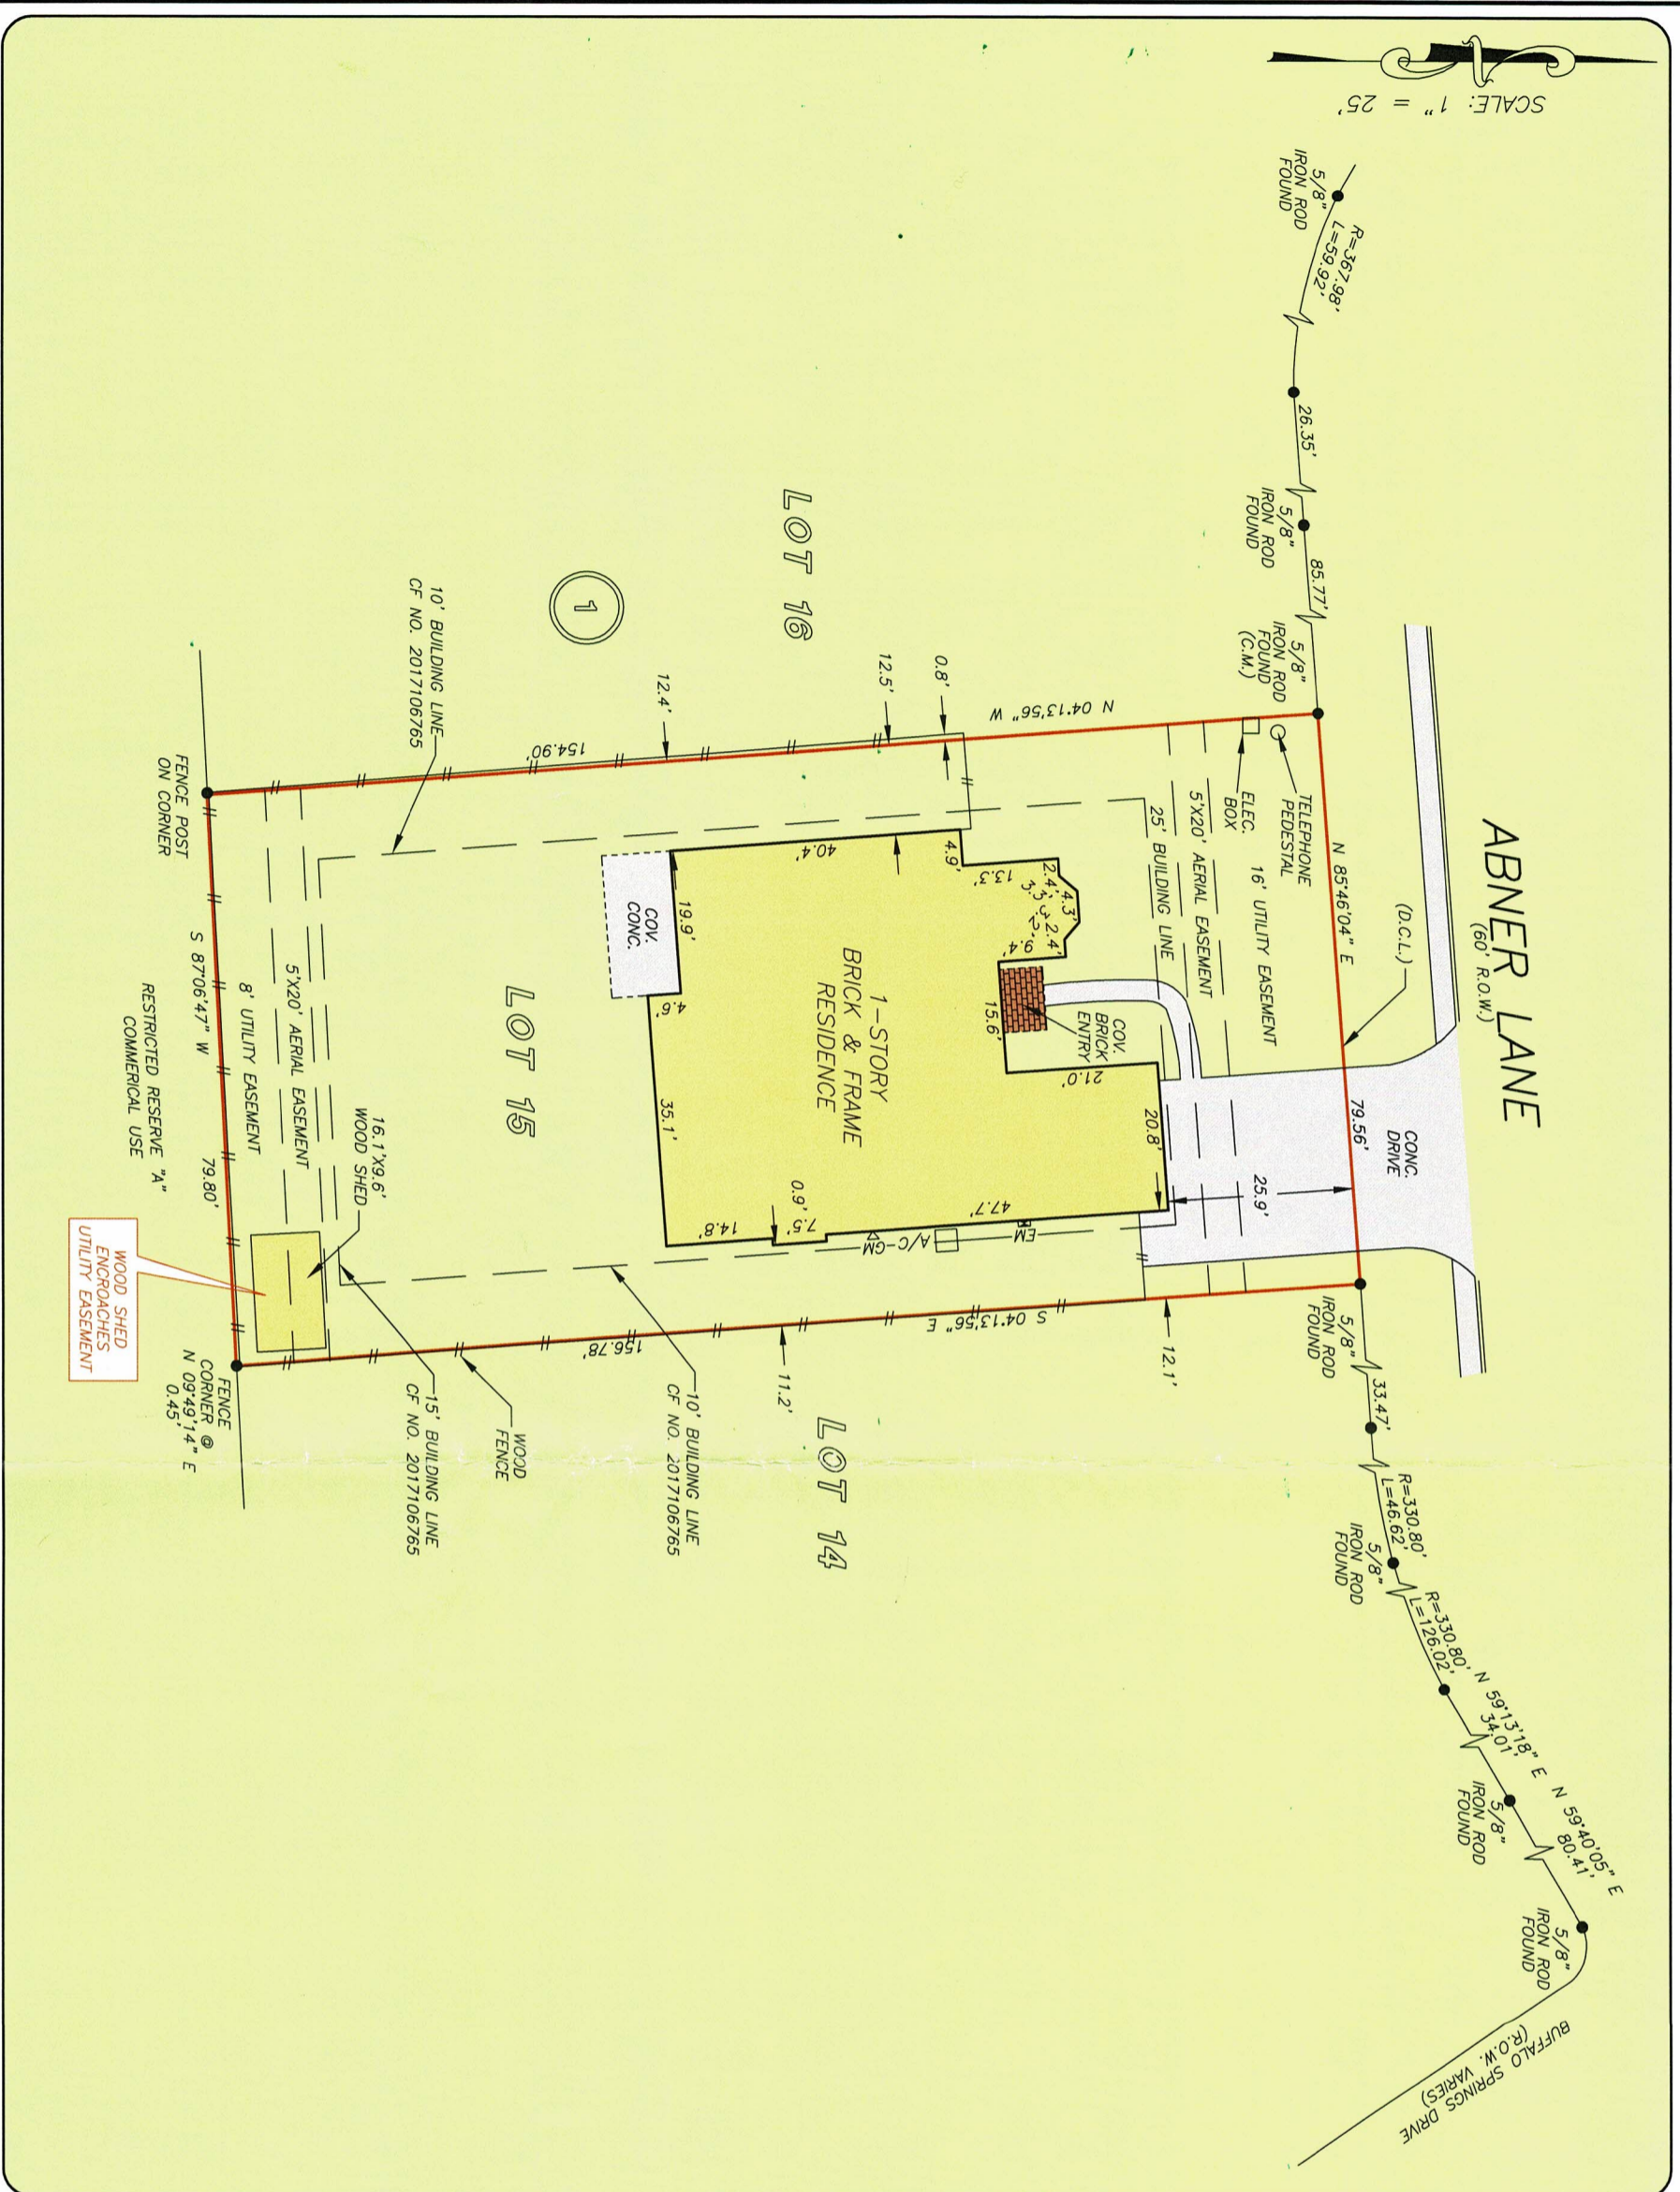 SCALE: 1" = 25'
ABNER LANE
(60' R.O.W.)
(D.C.L.)
CONC.
DRIVE
BUFFALO SPRINGS DRIVE
(R.O.W. VARIES)
R=367.98'
L=59.92'
5/8"
IRON ROD
FOUND
26.35'
5/8"
IRON ROD
FOUND
85.77'
5/8"
IRON ROD
FOUND
(C.M.)
N 85°46'04" E
79.56'
5/8"
IRON ROD
FOUND
33.47'
R=330.80'
L=46.62'
5/8"
IRON ROD
FOUND
R=330.80'
L=126.02'
N 59°13'18" E
34.01'
5/8"
IRON ROD
FOUND
N 59°40'05" E
80.41'
5/8"
IRON ROD
FOUND
TELEPHONE
PEDESTAL
ELEC.
BOX
16' UTILITY EASEMENT
5'X20' AERIAL EASEMENT
25' BUILDING LINE
25.9'
12.1'
N 04°13'56" W
154.90'
S 04°13'56" E
156.78'
0.8'
12.5'
12.4'
11.2'
COV.
BRICK
ENTRY
4.9'
13.3'
2.4'
3.3'
4.3'
3.2'
2.4'
9.4'
15.6'
21.0'
20.8'
47.7'
EM
A/C
GM
7.5'
0.9'
14.8'
35.1'
4.6'
19.9'
40.4'
1-STORY
BRICK & FRAME
RESIDENCE
COV.
CONC.
LOT 16
LOT 15
LOT 14
1
10' BUILDING LINE
CF NO. 2017106765
10' BUILDING LINE
CF NO. 2017106765
15' BUILDING LINE
CF NO. 2017106765
WOOD
FENCE
16.1'X9.6'
WOOD SHED
5'X20' AERIAL EASEMENT
8' UTILITY EASEMENT
S 87°06'47" W
79.80'
FENCE POST
ON CORNER
FENCE
CORNER @
N 09°49'14" E
0.45'
RESTRICTED RESERVE "A"
COMMERICAL USE
WOOD SHED
ENCROACHES
UTILITY EASEMENT